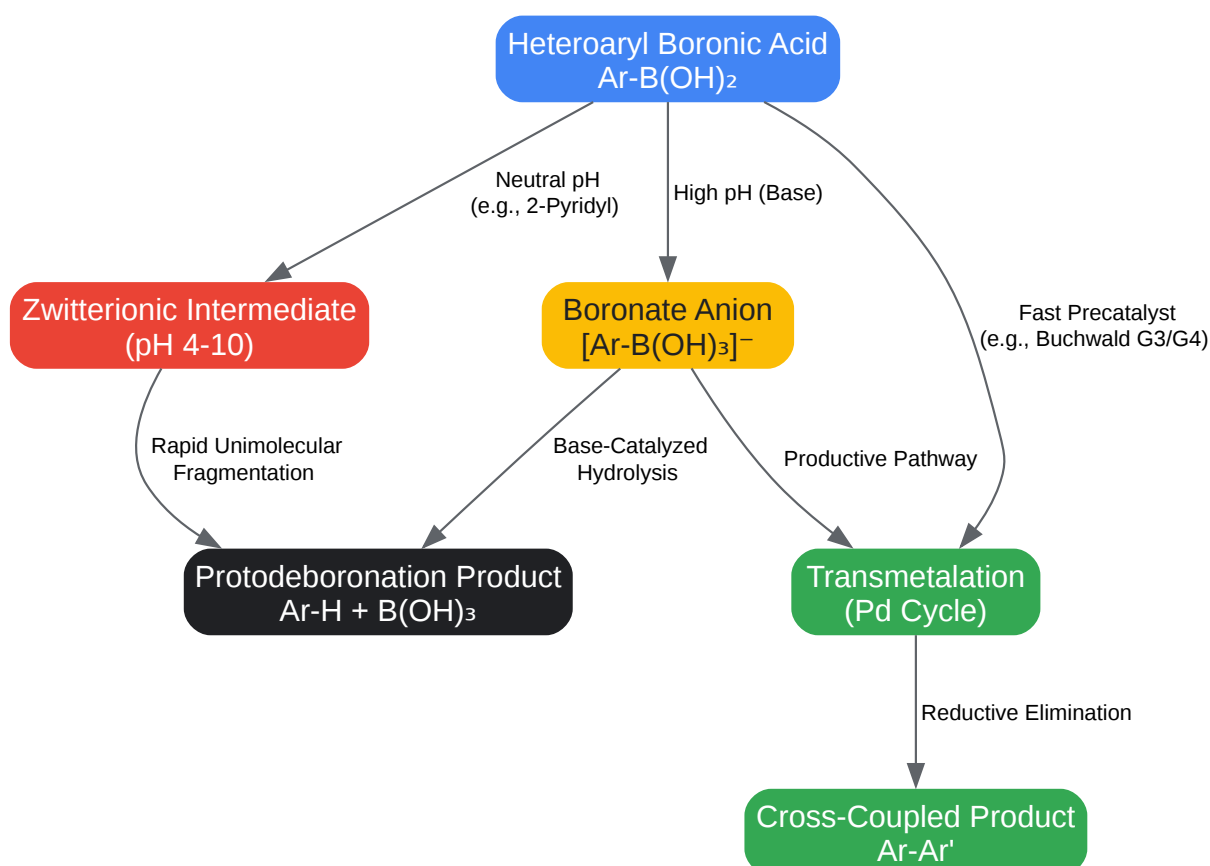 Heteroaryl Boronic Acid
Ar-B(OH)₂
Neutral pH
(e.g., 2-Pyridyl)
High pH (Base)
Fast Precatalyst
(e.g., Buchwald G3/G4)
Zwitterionic Intermediate
(pH 4-10)
Boronate Anion
[Ar-B(OH)₃]⁻
Rapid Unimolecular
Fragmentation
Base-Catalyzed
Hydrolysis
Productive Pathway
Protodeboronation Product
Ar-H + B(OH)₃
Transmetalation
(Pd Cycle)
Reductive Elimination
Cross-Coupled Product
Ar-Ar'